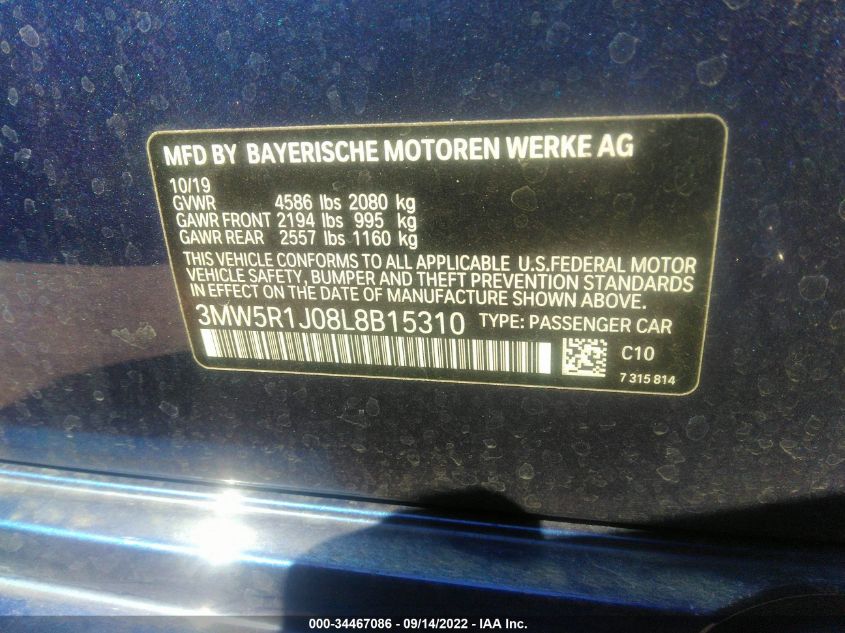 MFD BY BAYERISCHE MOTOREN WERKE AG
10/19
GVWR 4586 lbs 2080 kg
GAWR FRONT 2194 lbs 995 kg
GAWR REAR 2557 lbs 1160 kg
THIS VEHICLE CONFORMS TO ALL APPLICABLE U.S.FEDERAL MOTOR
VEHICLE SAFETY, BUMPER AND THEFT PREVENTION STANDARDS
IN EFFECT ON THE DATE OF MANUFACTURE SHOWN ABOVE.
3MW5R1J08L8B15310 TYPE: PASSENGER CAR
C10
7 315 814
000-34467086 - 09/14/2022 - IAA Inc.